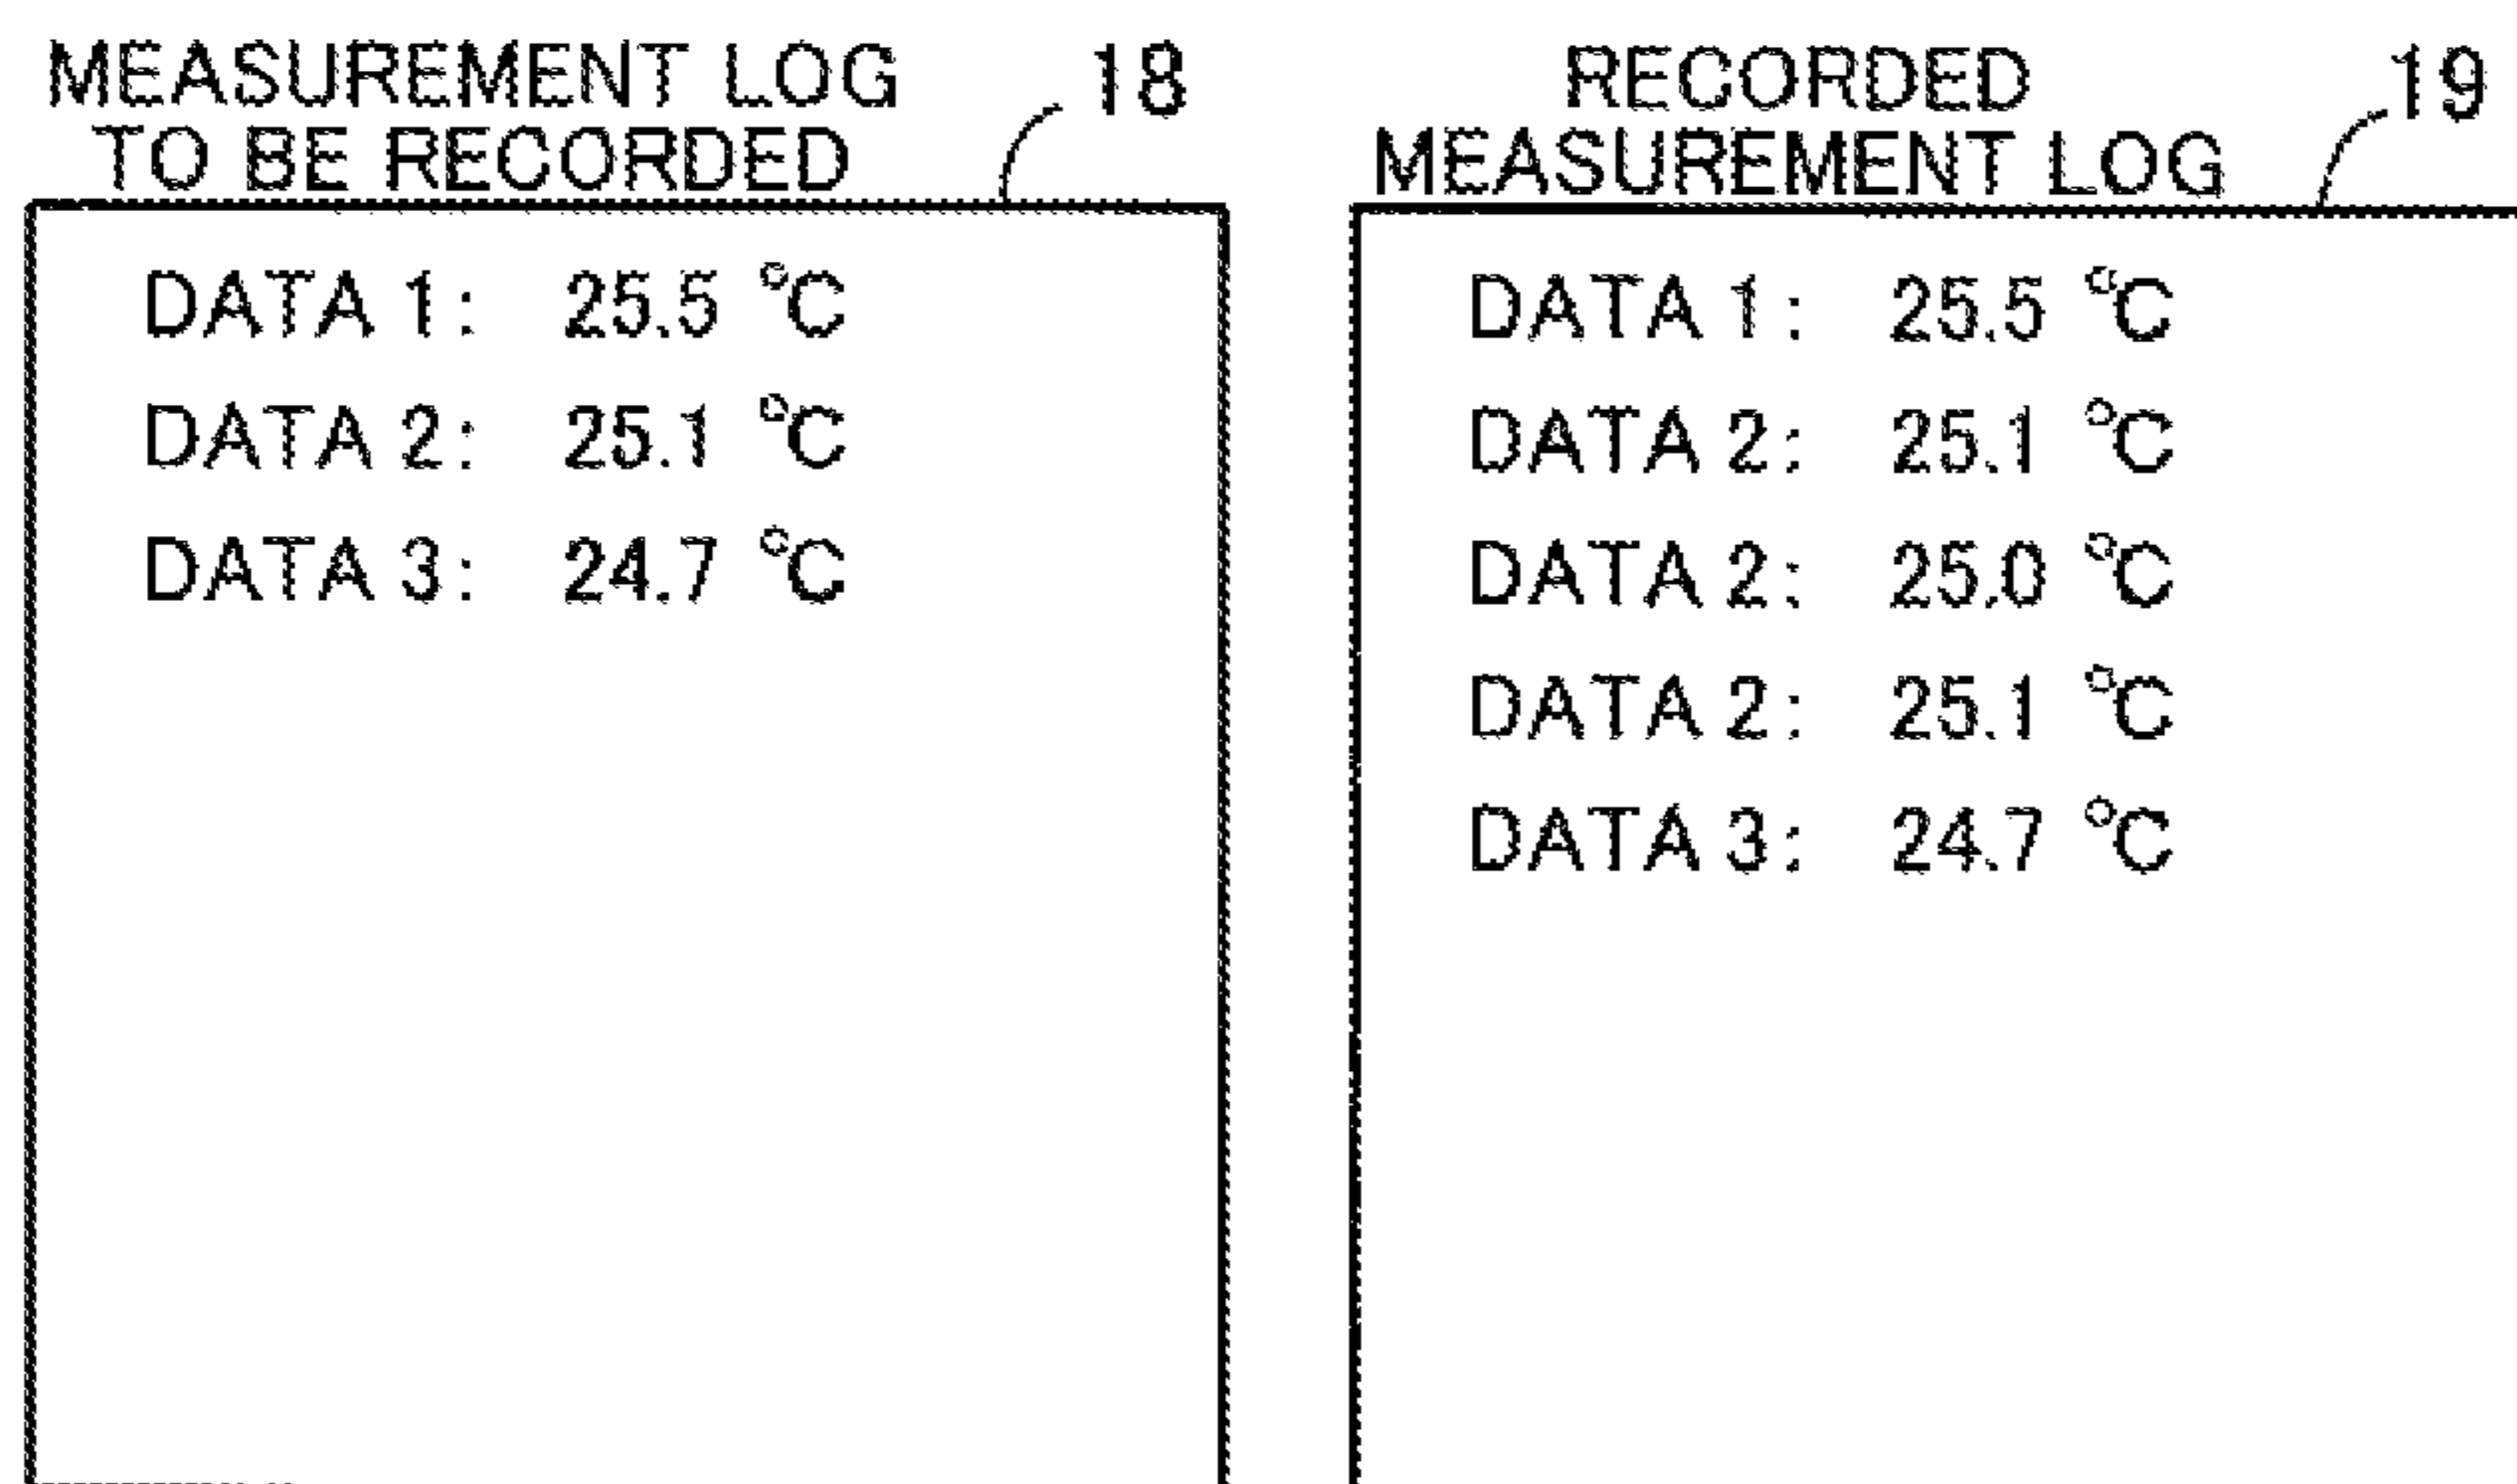 MEASUREMENT LOG
TO BE RECORDED
18
DATA 1: 25.5 ℃
DATA 2: 25.1 ℃
DATA 3: 24.7 ℃
RECORDED
MEASUREMENT LOG
19
DATA 1: 25.5 ℃
DATA 2: 25.1 ℃
DATA 2: 25.0 ℃
DATA 2: 25.1 ℃
DATA 3: 24.7 ℃